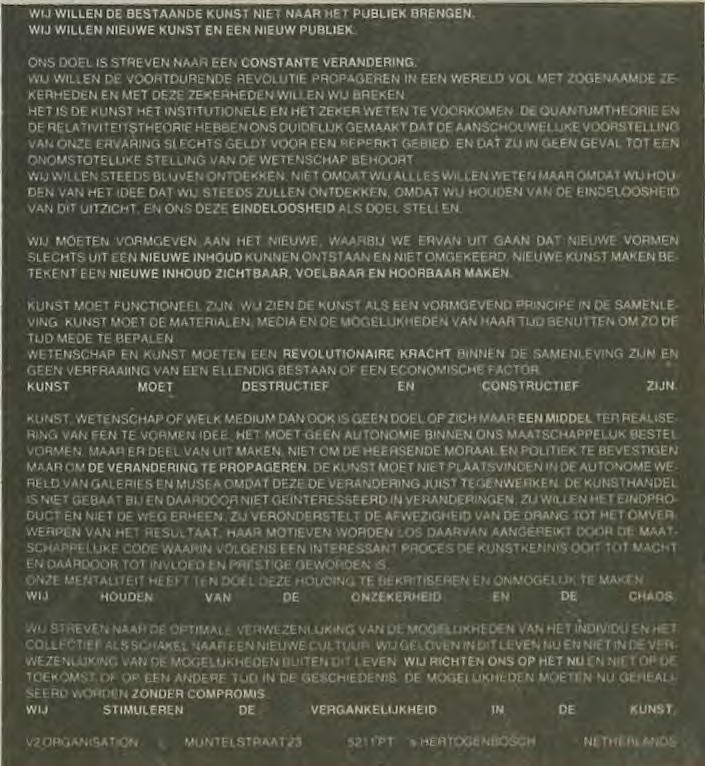 WIJ WILLEN DE BESTAANDE KUNST NIET NAAR HET PUBLIEK BRENGEN.
WIJ WILLEN NIEUWE KUNST EN EEN NIEUW PUBLIEK.
ONS DOEL IS STREVEN NAAR EEN CONSTANTE VERANDERING.
WIJ WILLEN DE VOORTDURENDE REVOLUTIE PROPAGEREN IN EEN WERELD VOL MET ZOGENAAMDE ZE-
KERHEDEN EN MET DEZE ZEKERHEDEN WILLEN WIJ BREKEN.
HET IS DE KUNST HET INSTITUTIONELE EN HET ZEKER WETEN TE VOORKOMEN. DE QUANTUMTHEORIE EN
DE RELATIVITEITSTHEORIE HEBBEN ONS DUIDELIJK GEMAAKT DAT DE AANSCHOUWELIJKE VOORSTELLING
VAN ONZE ERVARING SLECHTS GELDT VOOR EEN BEPERKT GEBIED. EN DAT ZIJ IN GEEN GEVAL TOT EEN
ONOMSTOTELIJKE STELLING VAN DE WETENSCHAP BEHOORT.
WIJ WILLEN STEEDS BLIJVEN ONTDEKKEN, NIET OMDAT WIJ ALLLES WILLEN WETEN MAAR OMDAT WIJ HOU-
DEN VAN HET IDEE DAT WIJ STEEDS ZULLEN ONTDEKKEN, OMDAT WIJ HOUDEN VAN DE EINDELOOSHEID
VAN DIT UITZICHT, EN ONS DEZE EINDELOOSHEID ALS DOEL STELLEN.
WIJ MOETEN VORMGEVEN AAN HET NIEUWE, WAARBIJ WE ERVAN UIT GAAN DAT NIEUWE VORMEN
SLECHTS UIT EEN NIEUWE INHOUD KUNNEN ONTSTAAN EN NIET OMGEKEERD. NIEUWE KUNST MAKEN BE-
TEKENT EEN NIEUWE INHOUD ZICHTBAAR, VOELBAAR EN HOORBAAR MAKEN.
KUNST MOET FUNCTIONEEL ZIJN. WIJ ZIEN DE KUNST ALS EEN VORMGEVEND PRINCIPE IN DE SAMENLE-
VING. KUNST MOET DE MATERIALEN, MEDIA EN DE MOGELIJKHEDEN VAN HAAR TIJD BENUTTEN OM ZO DE
TIJD MEDE TE BEPALEN.
WETENSCHAP EN KUNST MOETEN EEN REVOLUTIONAIRE KRACHT BINNEN DE SAMENLEVING ZIJN EN
GEEN VERFRAAIING VAN EEN ELLENDIG BESTAAN OF EEN ECONOMISCHE FACTOR.
KUNST MOET DESTRUCTIEF EN CONSTRUCTIEF ZIJN.
KUNST, WETENSCHAP OF WELK MEDIUM DAN OOK IS GEEN DOEL OP ZICH MAAR EEN MIDDEL TER REALISE-
RING VAN EEN TE VORMEN IDEE. HET MOET GEEN AUTONOMIE BINNEN ONS MAATSCHAPPELIJK BESTEL
VORMEN, MAAR ER DEEL VAN UIT MAKEN, NIET OM DE HEERSENDE MORAAL EN POLITIEK TE BEVESTIGEN
MAAR OM DE VERANDERING TE PROPAGEREN. DE KUNST MOET NIET PLAATSVINDEN IN DE AUTONOME WE-
RELD VAN GALERIES EN MUSEA OMDAT DEZE DE VERANDERING JUIST TEGENWERKEN. DE KUNSTHANDEL
IS NIET GEBAAT BIJ EN DAARDOOR NIET GEINTERESSEERD IN VERANDERINGEN. ZIJ WILLEN HET EINDPRO-
DUCT EN NIET DE WEG ERHEEN. ZIJ VERONDERSTELT DE AFWEZIGHEID VAN DE DRANG TOT HET OMVER-
WERPEN VAN HET RESULTAAT. HAAR MOTIEVEN WORDEN LOS DAARVAN AANGEREIKT DOOR DE MAAT-
SCHAPPELIJKE CODE WAARIN VOLGENS EEN INTERESSANT PROCES DE KUNSTKENNIS OOIT TOT MACHT
EN DAARDOOR TOT INVLOED EN PRESTIGE GEWORDEN IS.
ONZE MENTALITEIT HEEFT TEN DOEL DEZE HOUDING TE BEKRITISEREN EN ONMOGELIJK TE MAKEN.
WIJ HOUDEN VAN DE ONZEKERHEID EN DE CHAOS.
WIJ STREVEN NAAR DE OPTIMALE VERWEZENLIJKING VAN DE MOGELIJKHEDEN VAN HET INDIVIDU EN HET
COLLECTIEF ALS SCHAKEL NAAR EEN NIEUWE CULTUUR. WIJ GELOVEN IN DIT LEVEN NU EN NIET IN DE VER-
WEZENLIJKING VAN DE MOGELIJKHEDEN BUITEN DIT LEVEN. WIJ RICHTEN ONS OP HET NU EN NIET OP DE
TOEKOMST OF OP EEN ANDERE TIJD IN DE GESCHIEDENIS. DE MOGELIJKHEDEN MOETEN NU GEREALI-
SEERD WORDEN ZONDER COMPROMIS.
WIJ STIMULEREN DE VERGANKELIJKHEID IN DE KUNST.
V2 ORGANISATION MUNTELSTRAAT 23 5211 PT 's HERTOGENBOSCH NETHERLANDS